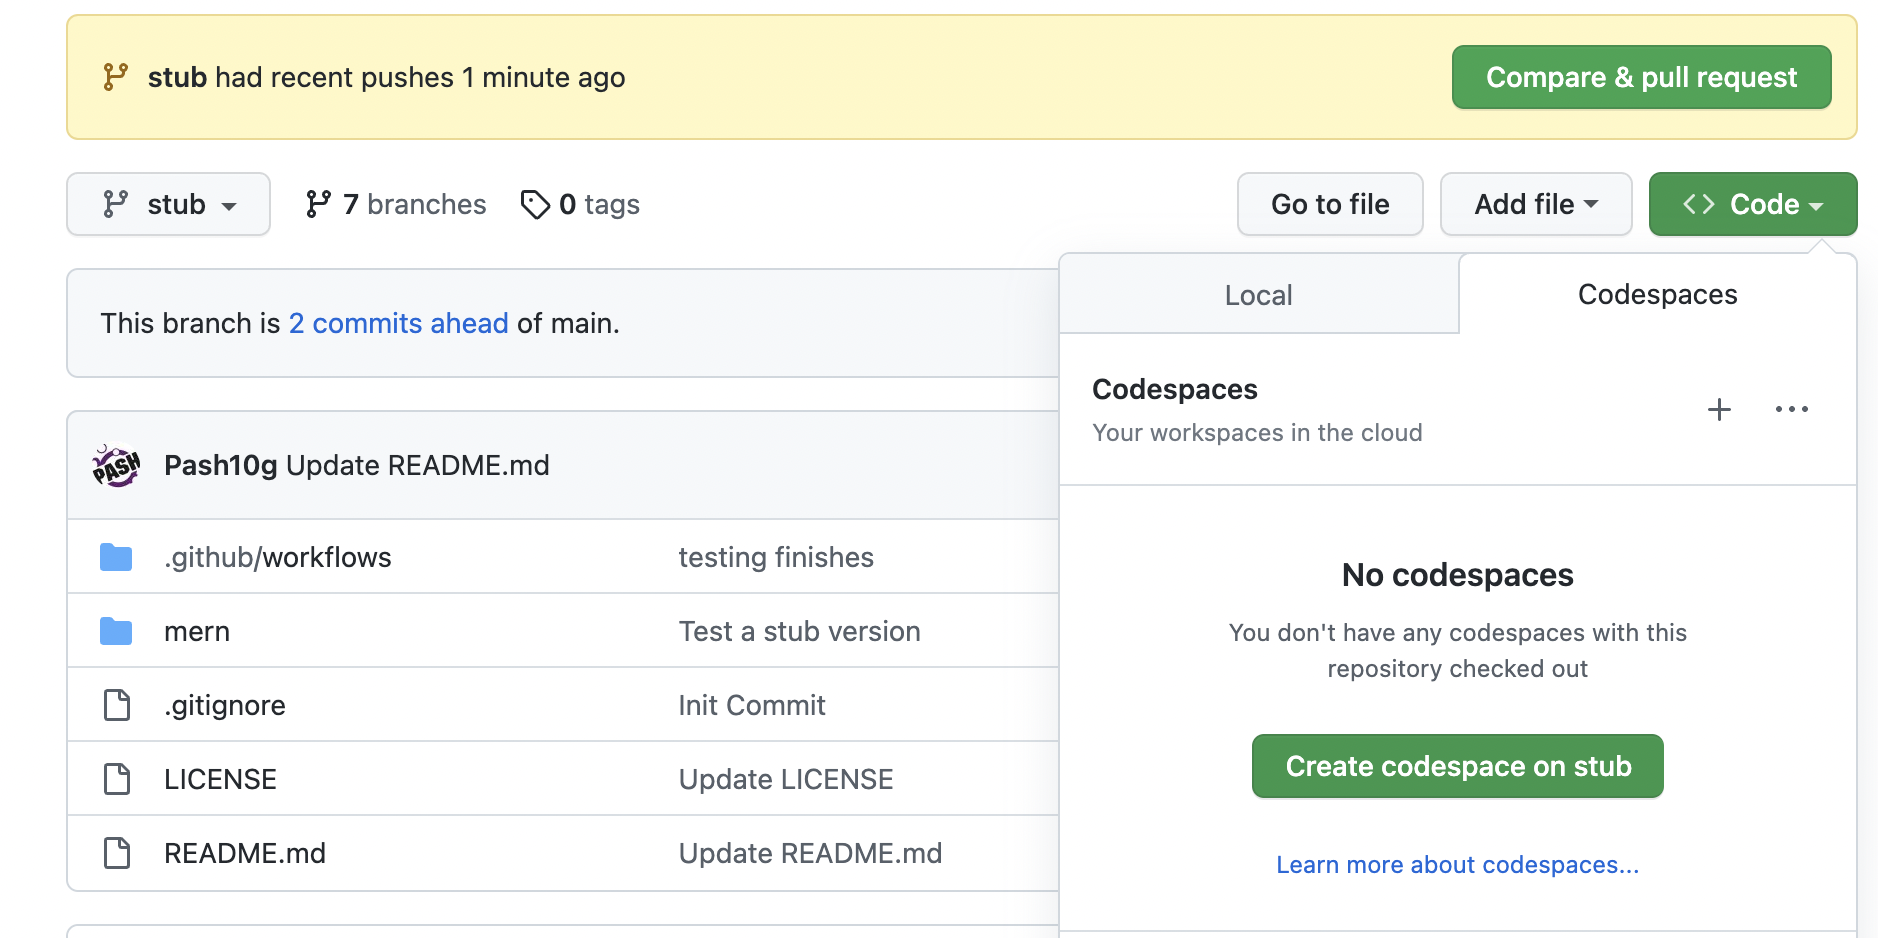 stub had recent pushes 1 minute ago
Compare & pull request
stub
7 branches
0 tags
Go to file
Add file
<> Code
This branch is 2 commits ahead of main.
PASH
Pash10g Update README.md
.github/workflows
testing finishes
mern
Test a stub version
.gitignore
Init Commit
LICENSE
Update LICENSE
README.md
Update README.md
Local
Codespaces
Codespaces
Your workspaces in the cloud
No codespaces
You don't have any codespaces with this
repository checked out
Create codespace on stub
Learn more about codespaces...